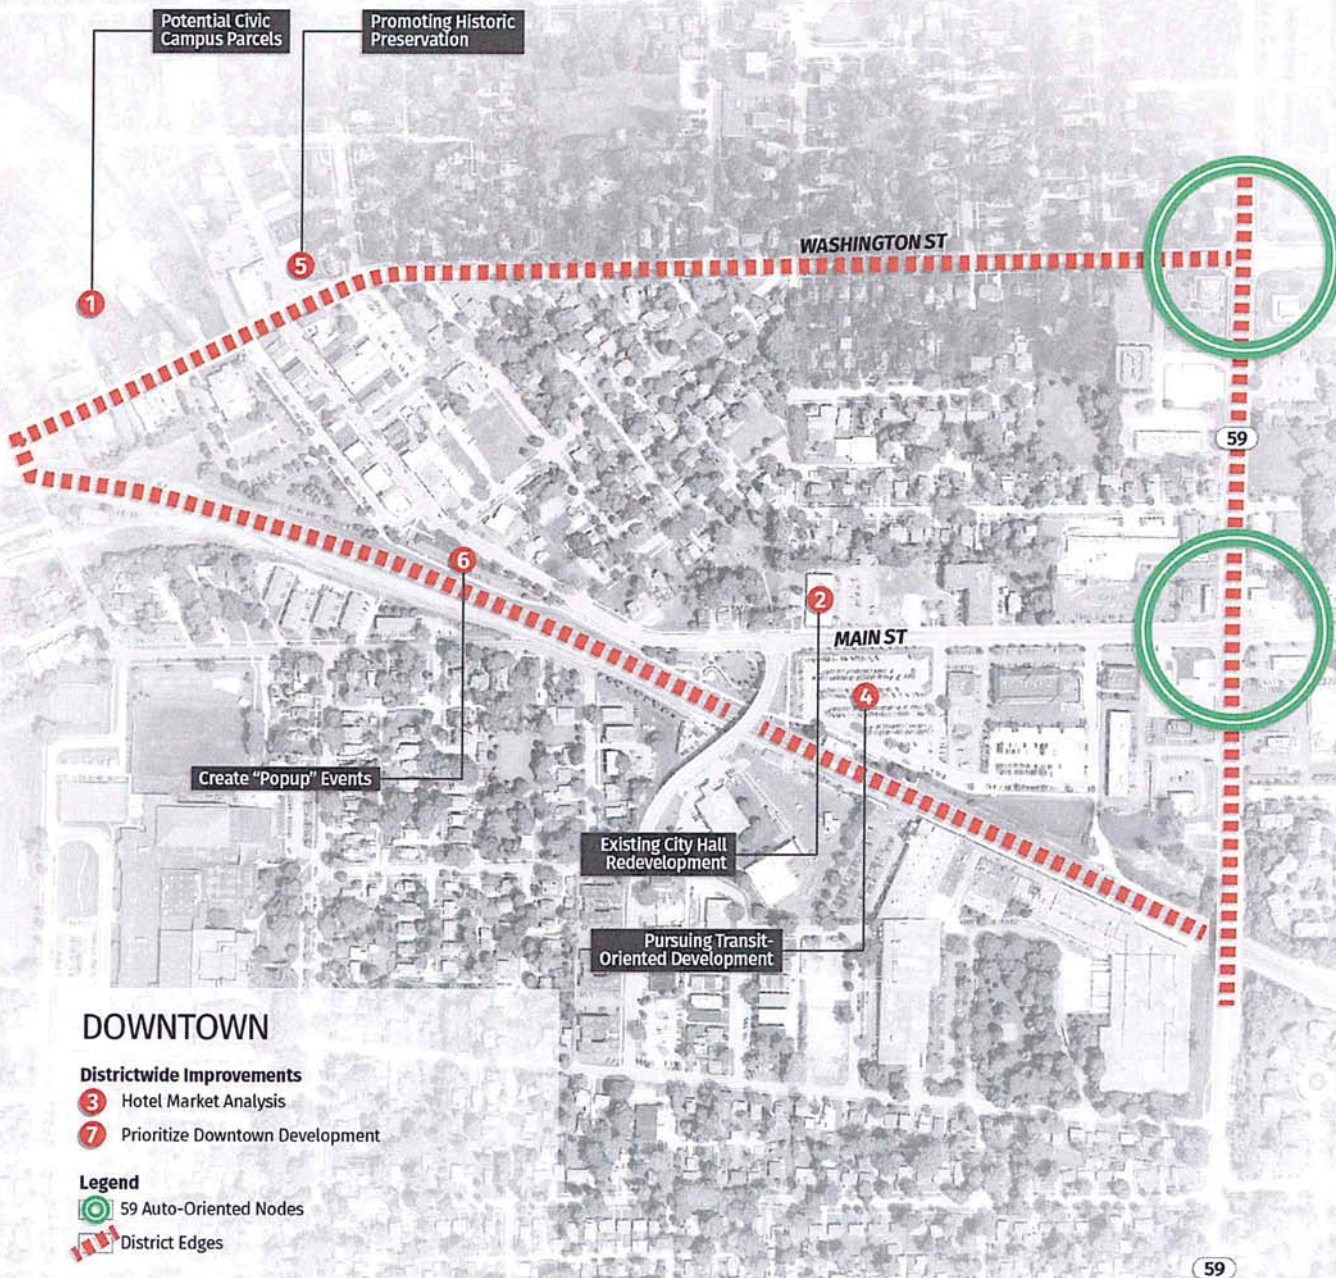 Potential Civic
Campus Parcels
Promoting Historic
Preservation
WASHINGTON ST
5
1
59
6
2
MAIN ST
4
Create “Popup” Events
Existing City Hall
Redevelopment
Pursuing Transit-
Oriented Development
DOWNTOWN
Districtwide Improvements
3 Hotel Market Analysis
7 Prioritize Downtown Development
Legend
59 Auto-Oriented Nodes
District Edges
59